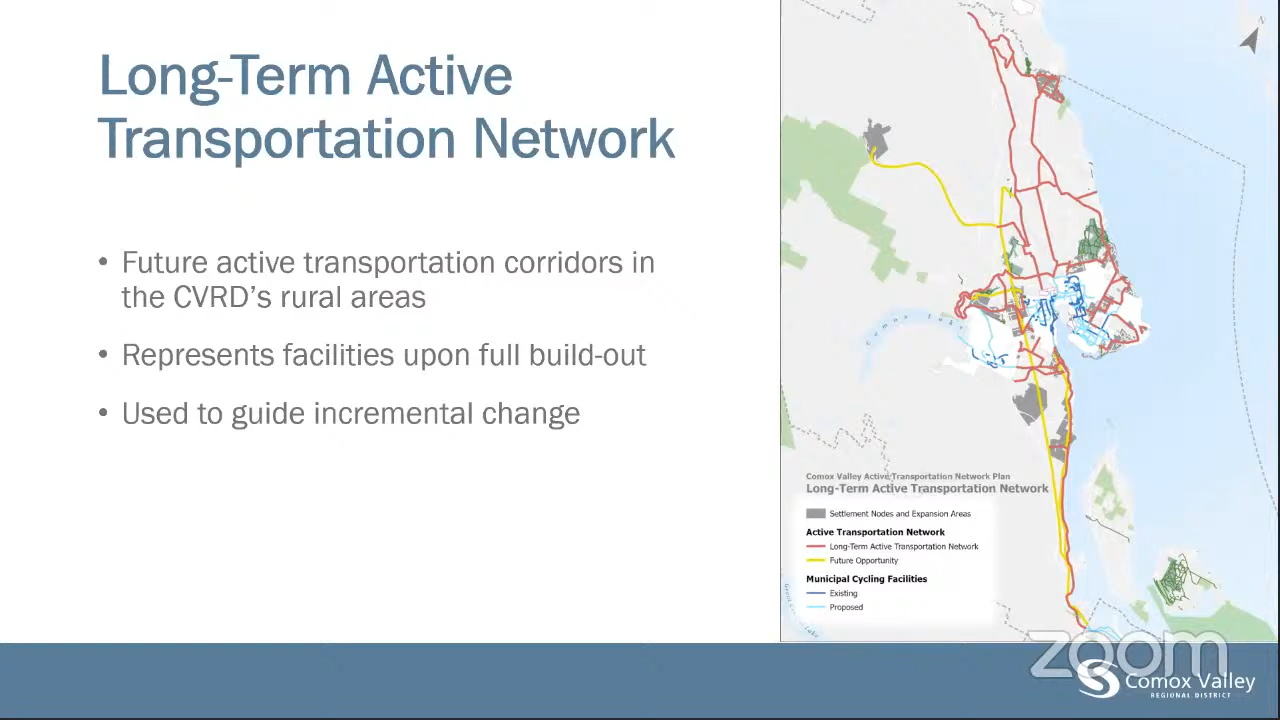 Long-Term Active
Transportation Network
• Future active transportation corridors in
the CVRD's rural areas
• Represents facilities upon full build-out
• Used to guide incremental change
N
Comox Lake
Comox Valley Active Transportation Network Plan
Long-Term Active Transportation Network
Settlement Nodes and Expansion Areas
Active Transportation Network
Long-Term Active Transportation Network
Future Opportunity
Municipal Cycling Facilities
Existing
Proposed
Lake
zoom
Comox Valley
REGIONAL DISTRICT